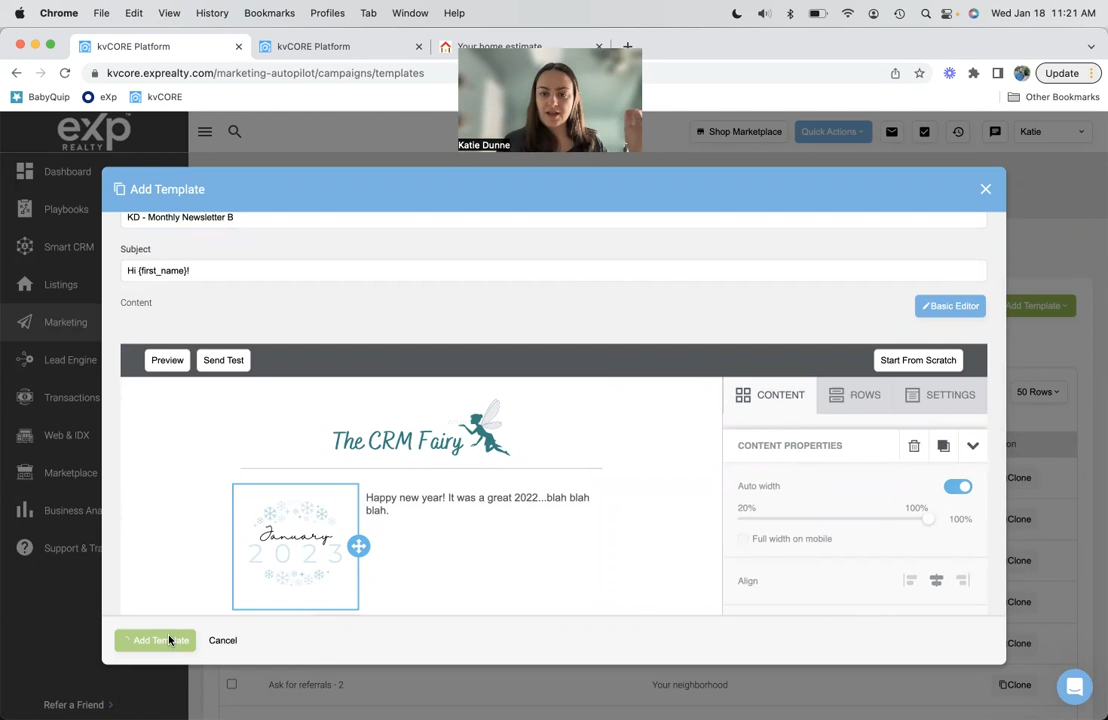 Chrome File Edit View History Bookmarks Profiles Tab Window Help Wed Jan 18 11:21 AM
kvCORE Platform kvCORE Platform Your home estimate
kvcore.exprealty.com/marketing-autopilot/campaigns/templates Update
BabyQuip eXp kvCORE Other Bookmarks
exp
REALTY
Shop Marketplace Quick Actions Katie
Katie Dunne
Dashboard
Playbooks
Smart CRM
Listings
Marketing
Lead Engine
Transactions
Web & IDX
Marketplace
Business Ana
Support & Tra
Refer a Friend
Add Template
KD - Monthly Newsletter B
Subject
Hi {first_name}!
Content
Basic Editor
Add Template
Preview Send Test Start From Scratch
CONTENT ROWS SETTINGS
50 Rows
The CRM Fairy
CONTENT PROPERTIES
Auto width
20% 100%
100%
Full width on mobile
Align
Happy new year! It was a great 2022...blah blah
blah.
January
2023
Add Template Cancel
on
Clone
Clone
Clone
Clone
Clone
Ask for referrals - 2 Your neighborhood Clone